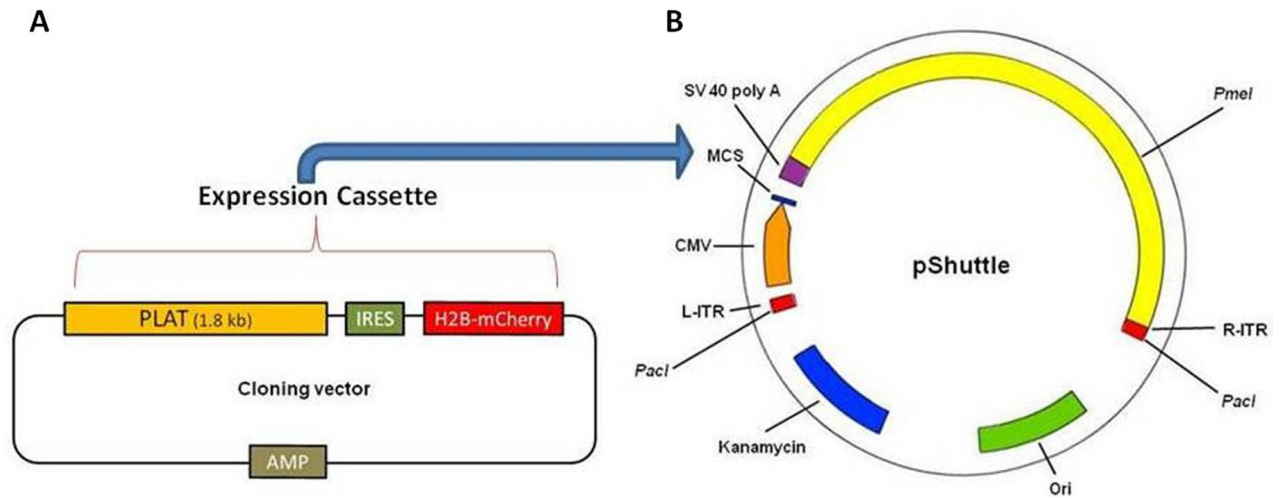 A
Expression Cassette
PLAT (1.8 kb)
IRES
H2B-mCherry
Cloning vector
AMP
B
SV 40 poly A
PmeI
MCS
CMV
pShuttle
L-ITR
R-ITR
PacI
PacI
Kanamycin
Ori